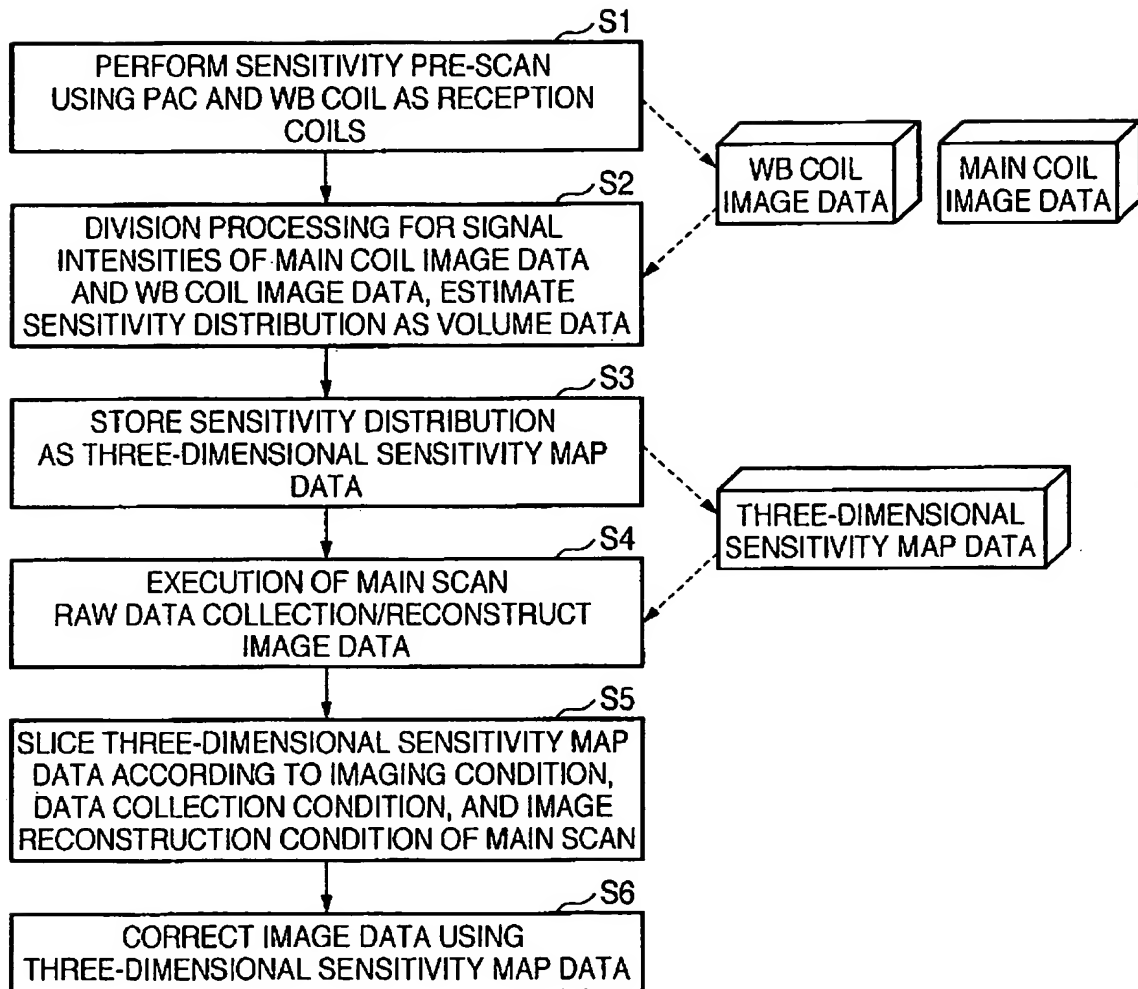 S1
PERFORM SENSITIVITY PRE-SCAN
USING PAC AND WB COIL AS RECEPTION
COILS
WB COIL
IMAGE DATA
MAIN COIL
IMAGE DATA
S2
DIVISION PROCESSING FOR SIGNAL
INTENSITIES OF MAIN COIL IMAGE DATA
AND WB COIL IMAGE DATA, ESTIMATE
SENSITIVITY DISTRIBUTION AS VOLUME DATA
S3
STORE SENSITIVITY DISTRIBUTION
AS THREE-DIMENSIONAL SENSITIVITY MAP
DATA
THREE-DIMENSIONAL
SENSITIVITY MAP DATA
S4
EXECUTION OF MAIN SCAN
RAW DATA COLLECTION/RECONSTRUCT
IMAGE DATA
S5
SLICE THREE-DIMENSIONAL SENSITIVITY MAP
DATA ACCORDING TO IMAGING CONDITION,
DATA COLLECTION CONDITION, AND IMAGE
RECONSTRUCTION CONDITION OF MAIN SCAN
S6
CORRECT IMAGE DATA USING
THREE-DIMENSIONAL SENSITIVITY MAP DATA